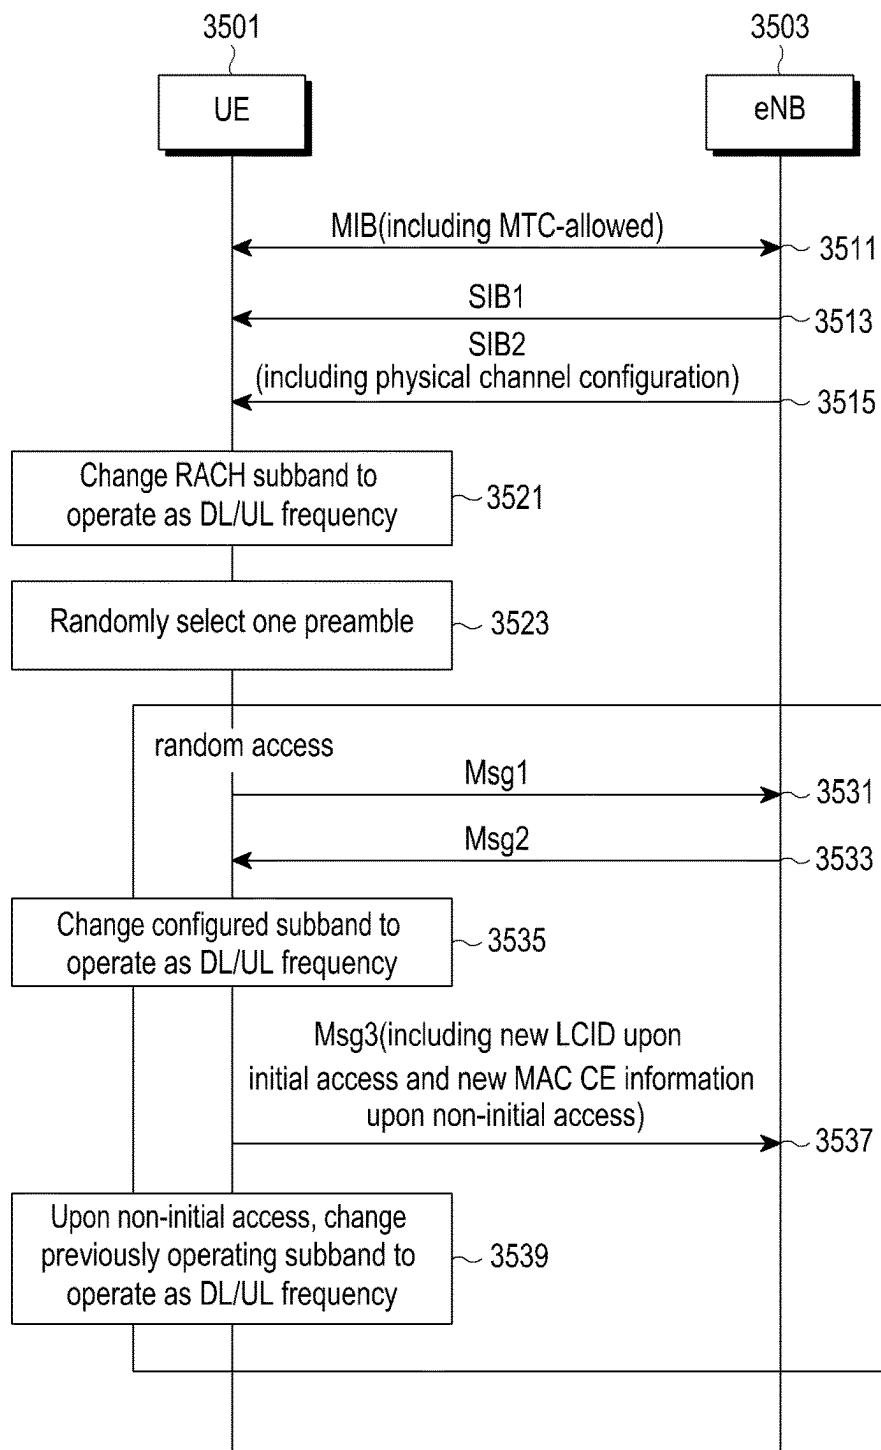 3501
3503
UE
eNB
MIB(including MTC-allowed)
3511
SIB1
3513
SIB2
(including physical channel configuration)
3515
Change RACH subband to
operate as DL/UL frequency
3521
Randomly select one preamble
3523
random access
Msg1
3531
Msg2
3533
Change configured subband to
operate as DL/UL frequency
3535
Msg3(including new LCID upon
initial access and new MAC CE information
upon non-initial access)
3537
Upon non-initial access, change
previously operating subband to
operate as DL/UL frequency
3539